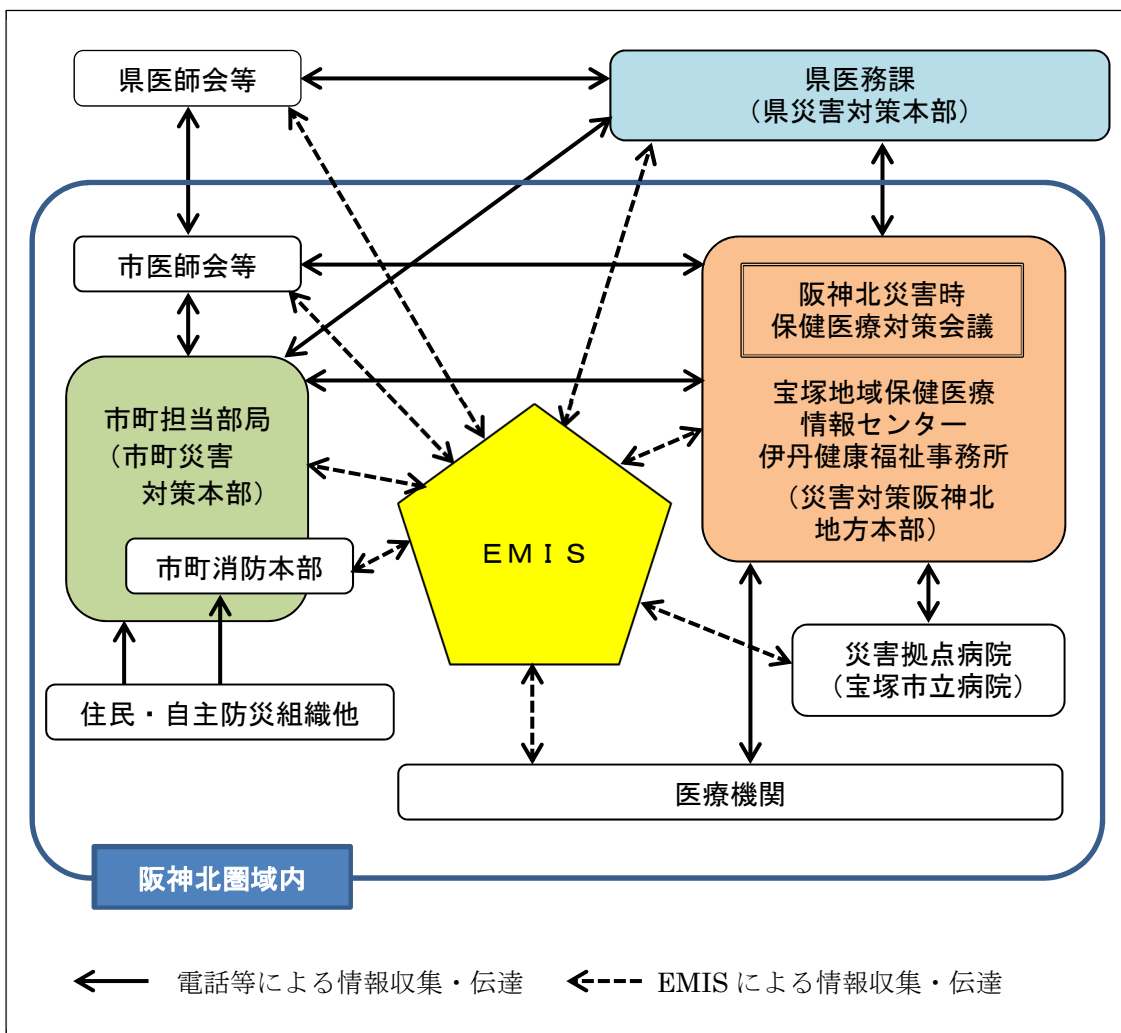 県医師会等
県医務課
（県災害対策本部）
市医師会等
阪神北災害時
保健医療対策会議
市町担当部局
（市町災害
対策本部）
宝塚地域保健医療
情報センター
伊丹健康福祉事務所
（災害対策阪神北
地方本部）
ＥＭＩＳ
市町消防本部
災害拠点病院
（宝塚市立病院）
住民・自主防災組織他
医療機関
阪神北圏域内
電話等による情報収集・伝達
EMIS による情報収集・伝達